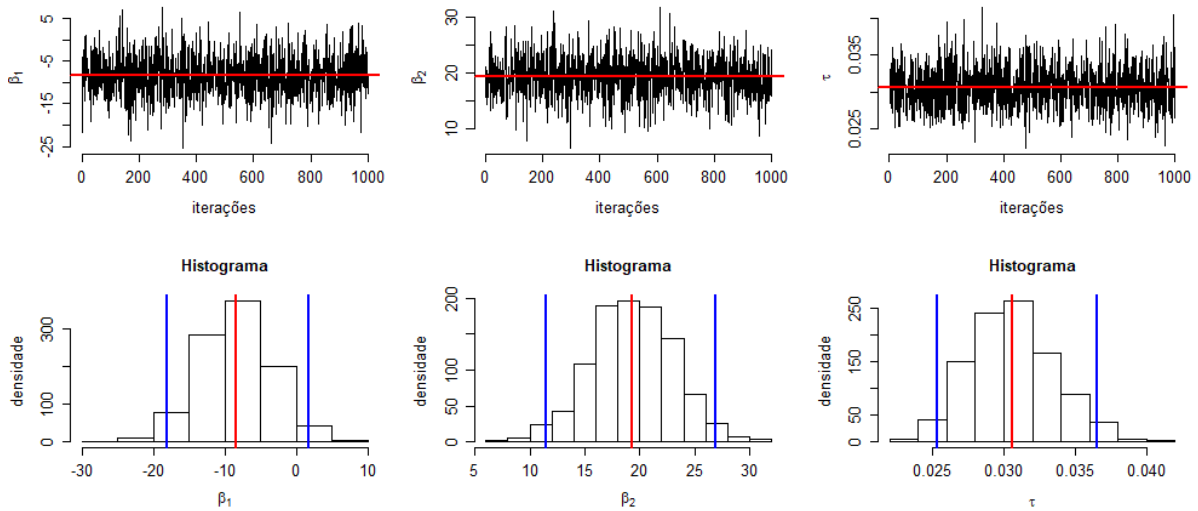 β1
5
-5
-15
-25
0 200 400 600 800 1000
iterações
β2
30
20
10
0 200 400 600 800 1000
iterações
τ
0.035
0.025
0 200 400 600 800 1000
iterações
Histograma
densidade
300
100
0
-30 -20 -10 0 10
β1
Histograma
densidade
200
150
100
50
0
5 10 15 20 25 30
β2
Histograma
densidade
250
150
50
0
0.025 0.030 0.035 0.040
τ